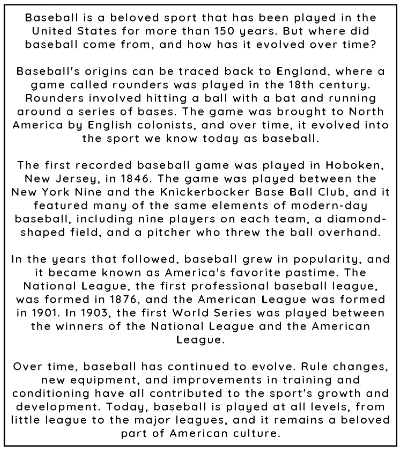 Baseball is a beloved sport that has been played in the
United States for more than 150 years. But where did
baseball come from, and how has it evolved over time?
Baseball's origins can be traced back to England, where a
game called rounders was played in the 18th century.
Rounders involved hitting a ball with a bat and running
around a series of bases. The game was brought to North
America by English colonists, and over time, it evolved into
the sport we know today as baseball.
The first recorded baseball game was played in Hoboken,
New Jersey, in 1846. The game was played between the
New York Nine and the Knickerbocker Base Ball Club, and it
featured many of the same elements of modern-day
baseball, including nine players on each team, a diamond-
shaped field, and a pitcher who threw the ball overhand.
In the years that followed, baseball grew in popularity, and
it became known as America's favorite pastime. The
National League, the first professional baseball league,
was formed in 1876, and the American League was formed
in 1901. In 1903, the first World Series was played between
the winners of the National League and the American
League.
Over time, baseball has continued to evolve. Rule changes,
new equipment, and improvements in training and
conditioning have all contributed to the sport's growth and
development. Today, baseball is played at all levels, from
little league to the major leagues, and it remains a beloved
part of American culture.